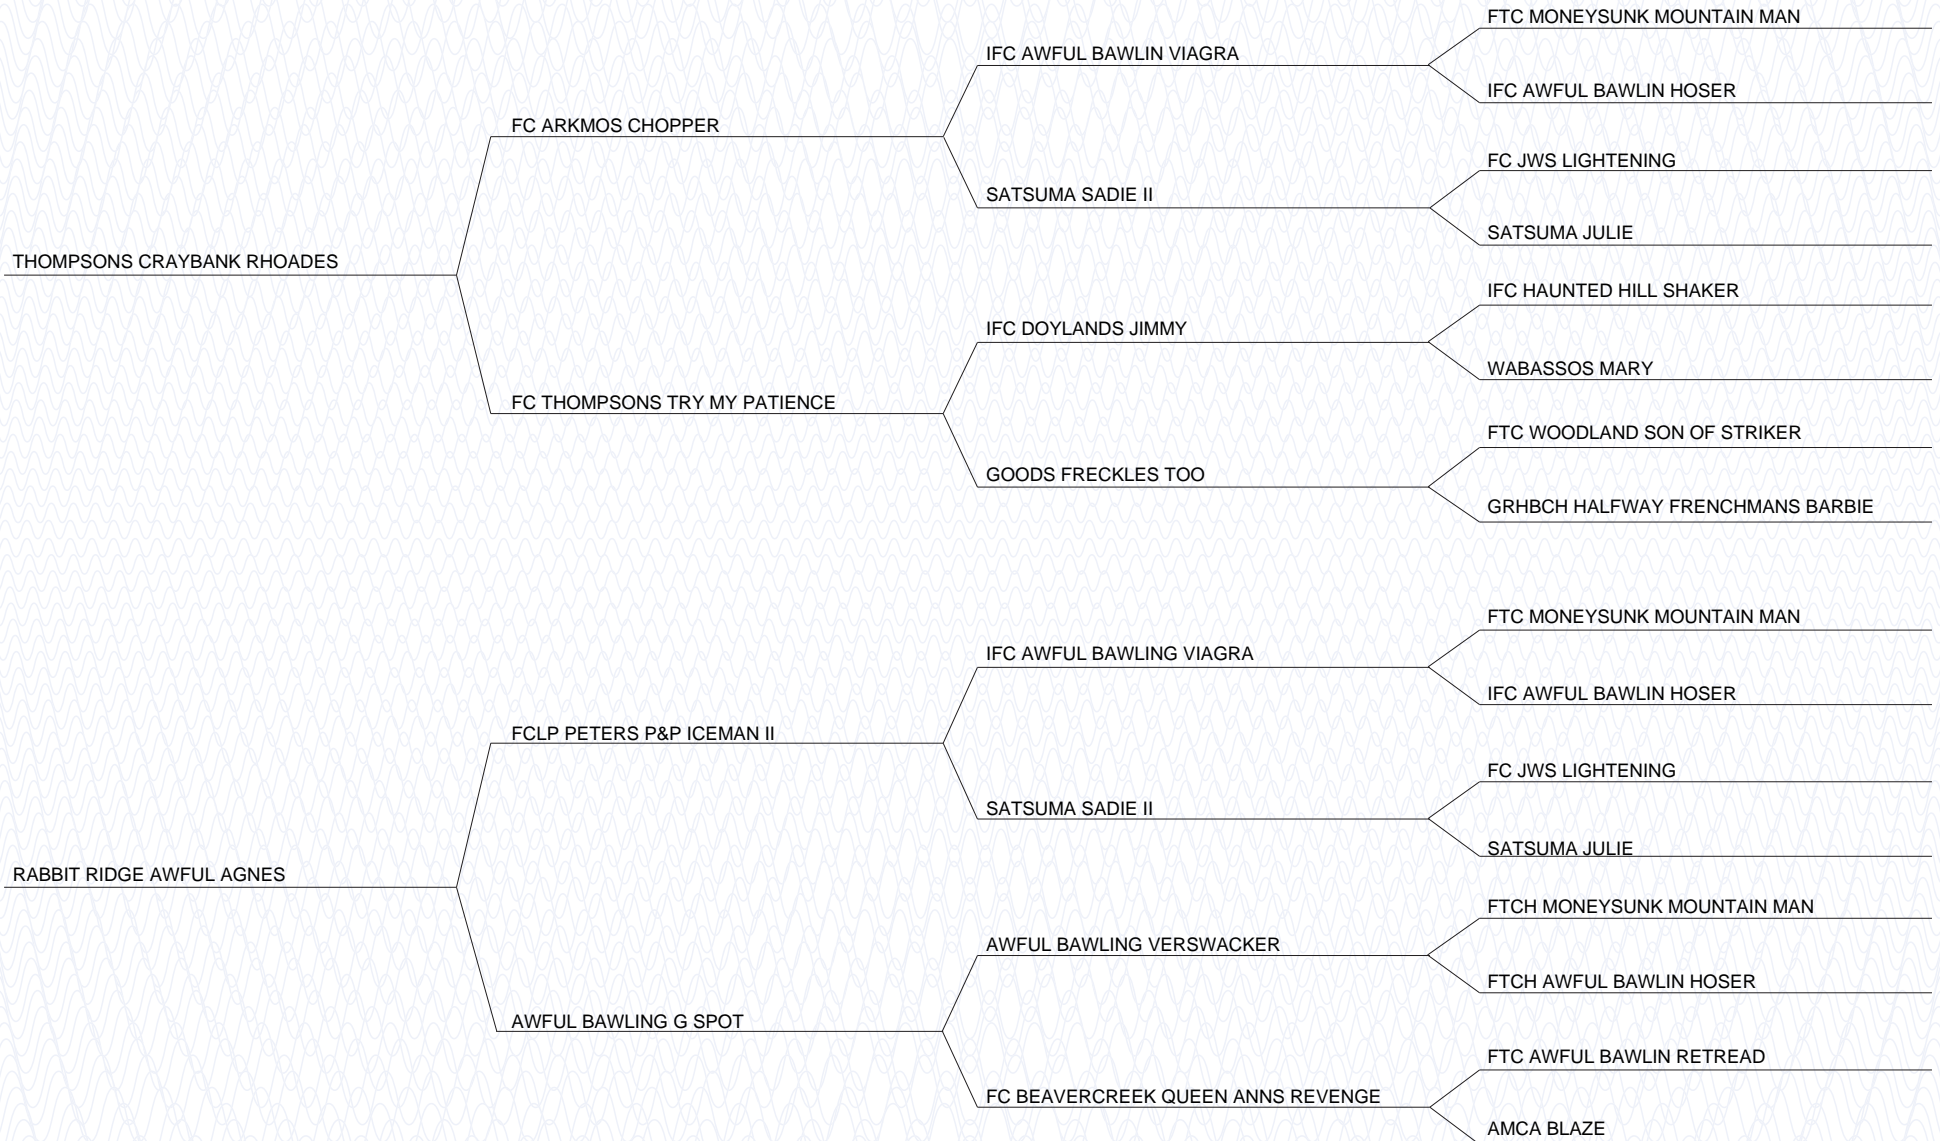 FTC MONEYSUNK MOUNTAIN MAN
IFC AWFUL BAWLIN VIAGRA
IFC AWFUL BAWLIN HOSER
FC ARKMOS CHOPPER
FC JWS LIGHTENING
SATSUMA SADIE II
SATSUMA JULIE
THOMPSONS CRAYBANK RHOADES
IFC HAUNTED HILL SHAKER
IFC DOYLANDS JIMMY
WABASSOS MARY
FC THOMPSONS TRY MY PATIENCE
FTC WOODLAND SON OF STRIKER
GOODS FRECKLES TOO
GRHBCH HALFWAY FRENCHMANS BARBIE
FTC MONEYSUNK MOUNTAIN MAN
IFC AWFUL BAWLING VIAGRA
IFC AWFUL BAWLIN HOSER
FCLP PETERS P&P ICEMAN II
FC JWS LIGHTENING
SATSUMA SADIE II
SATSUMA JULIE
RABBIT RIDGE AWFUL AGNES
FTCH MONEYSUNK MOUNTAIN MAN
AWFUL BAWLING VERSWACKER
FTCH AWFUL BAWLIN HOSER
AWFUL BAWLING G SPOT
FTC AWFUL BAWLIN RETREAD
FC BEAVERCREEK QUEEN ANNS REVENGE
AMCA BLAZE